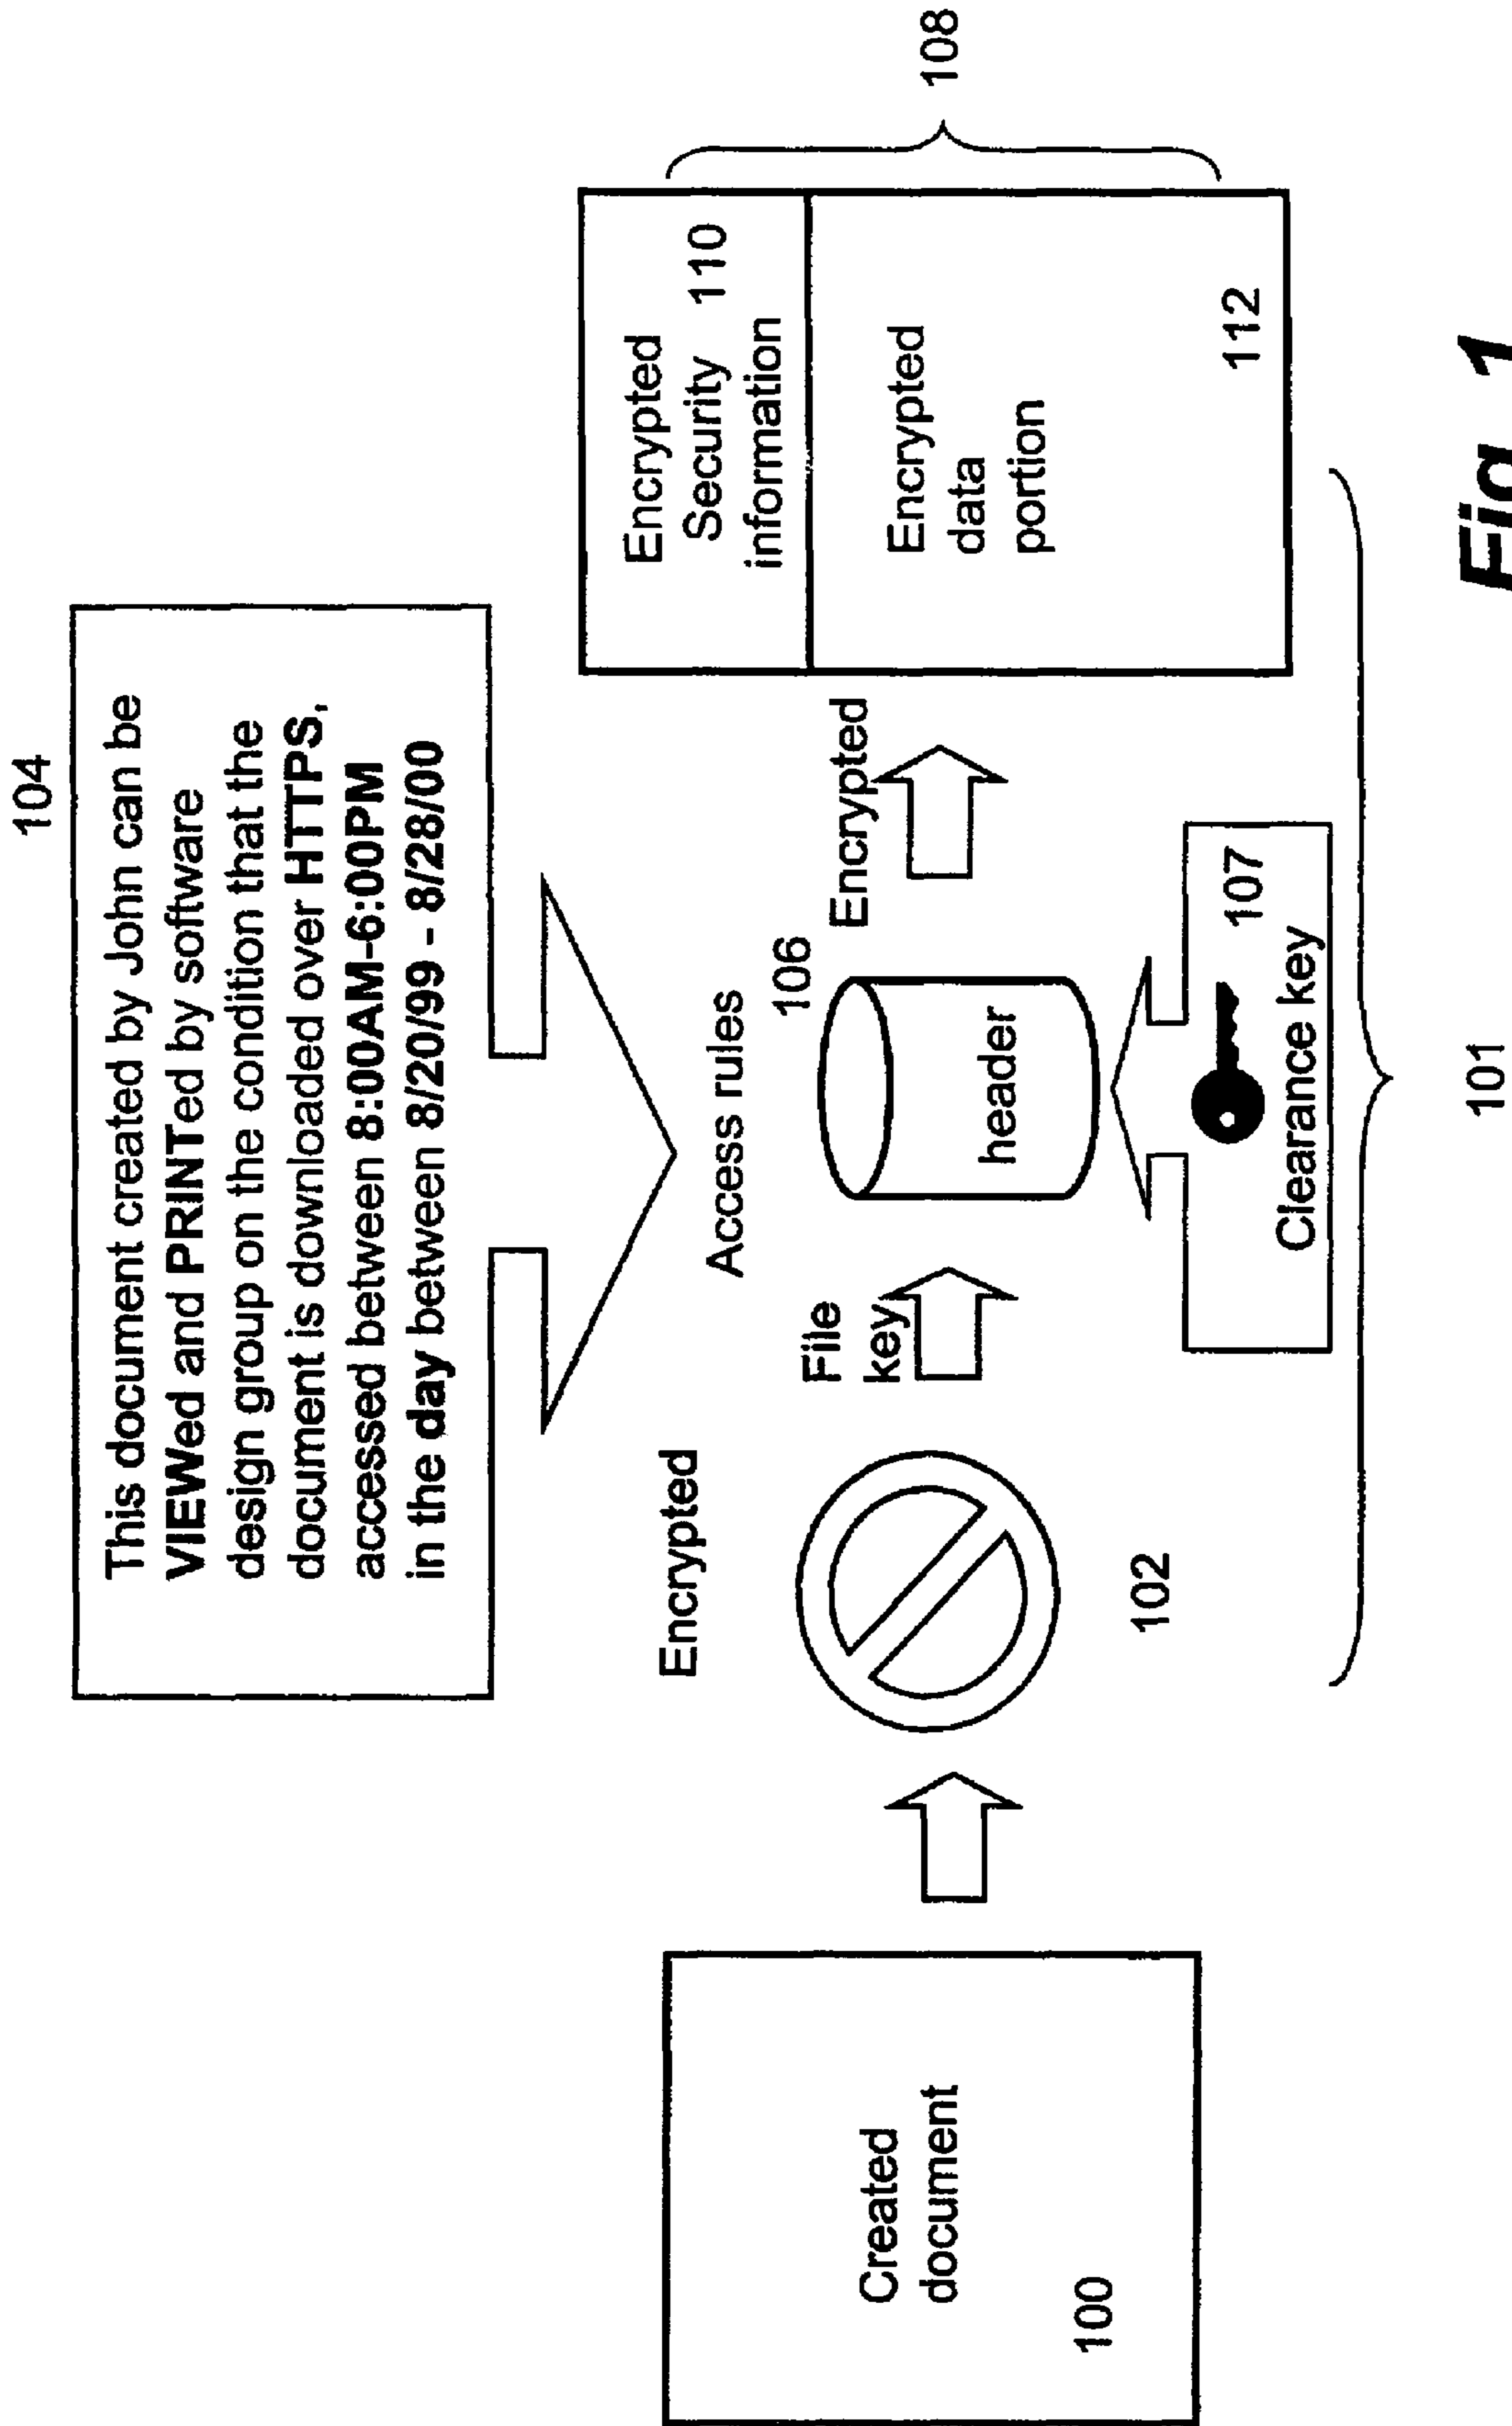 104
This document created by John can be
VIEWed and PRINTed by software
design group on the condition that the
document is downloaded over HTTPS,
accessed between 8:00AM-6:00PM
in the day between 8/20/99 - 8/28/00
Created
document
100
Encrypted
102
File
key
Access rules
106
header
107
Clearance key
Encrypted
Encrypted
Security 110
information
Encrypted
data
portion
112
108
101
Fig. 1